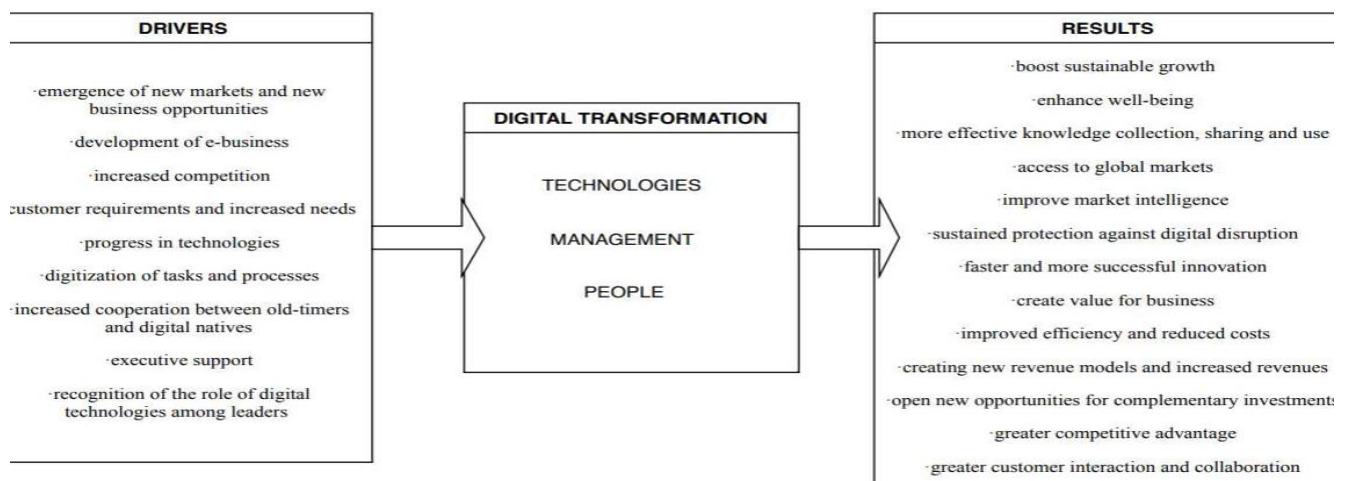 DRIVERS
·emergence of new markets and new
business opportunities
·development of e-business
·increased competition
customer requirements and increased needs
·progress in technologies
·digitization of tasks and processes
·increased cooperation between old-timers
and digital natives
·executive support
·recognition of the role of digital
technologies among leaders
DIGITAL TRANSFORMATION
TECHNOLOGIES
MANAGEMENT
PEOPLE
RESULTS
·boost sustainable growth
·enhance well-being
·more effective knowledge collection, sharing and use
·access to global markets
·improve market intelligence
·sustained protection against digital disruption
·faster and more successful innovation
·create value for business
·improved efficiency and reduced costs
·creating new revenue models and increased revenues
·open new opportunities for complementary investments
·greater competitive advantage
·greater customer interaction and collaboration